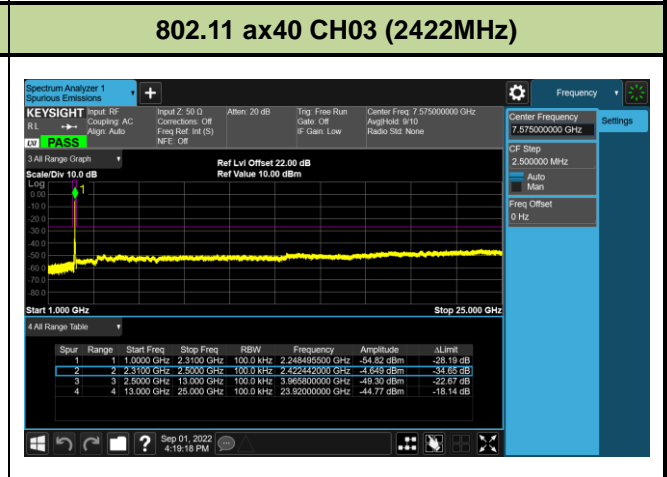 802.11 ax40 CH03 (2422MHz)
Spectrum Analyzer 1
Spurious Emissions
Frequency
KEYSIGHT
RL
LXI PASS
Input: RF
Coupling: AC
Align: Auto
Input Z: 50 Ω
Corrections: Off
Freq Ref: Int (S)
NFE: Off
Atten: 20 dB
Trig: Free Run
Gate: Off
IF Gain: Low
Center Freq: 7.575000000 GHz
Avg|Hold: 9/10
Radio Std: None
Center Frequency
7.575000000 GHz
Settings
CF Step
2.500000 MHz
Auto
Man
Freq Offset
0 Hz
3 All Range Graph
Scale/Div 10.0 dB
Ref Lvl Offset 22.00 dB
Ref Value 10.00 dBm
Log
1
0.00
-10.0
-20.0
-30.0
-40.0
-50.0
-60.0
-70.0
-80.0
Start 1.000 GHz
Stop 25.000 GHz
4 All Range Table
Spur Range Start Freq Stop Freq RBW Frequency Amplitude ΔLimit
1 1 1.0000 GHz 2.3100 GHz 100.0 kHz 2.248495500 GHz -54.82 dBm -28.19 dB
2 2 2.3100 GHz 2.5000 GHz 100.0 kHz 2.422442000 GHz -4.649 dBm -34.65 dB
3 3 2.5000 GHz 13.000 GHz 100.0 kHz 3.965800000 GHz -49.30 dBm -22.67 dB
4 4 13.000 GHz 25.000 GHz 100.0 kHz 23.92000000 GHz -44.77 dBm -18.14 dB
?
Sep 01, 2022
4:19:18 PM